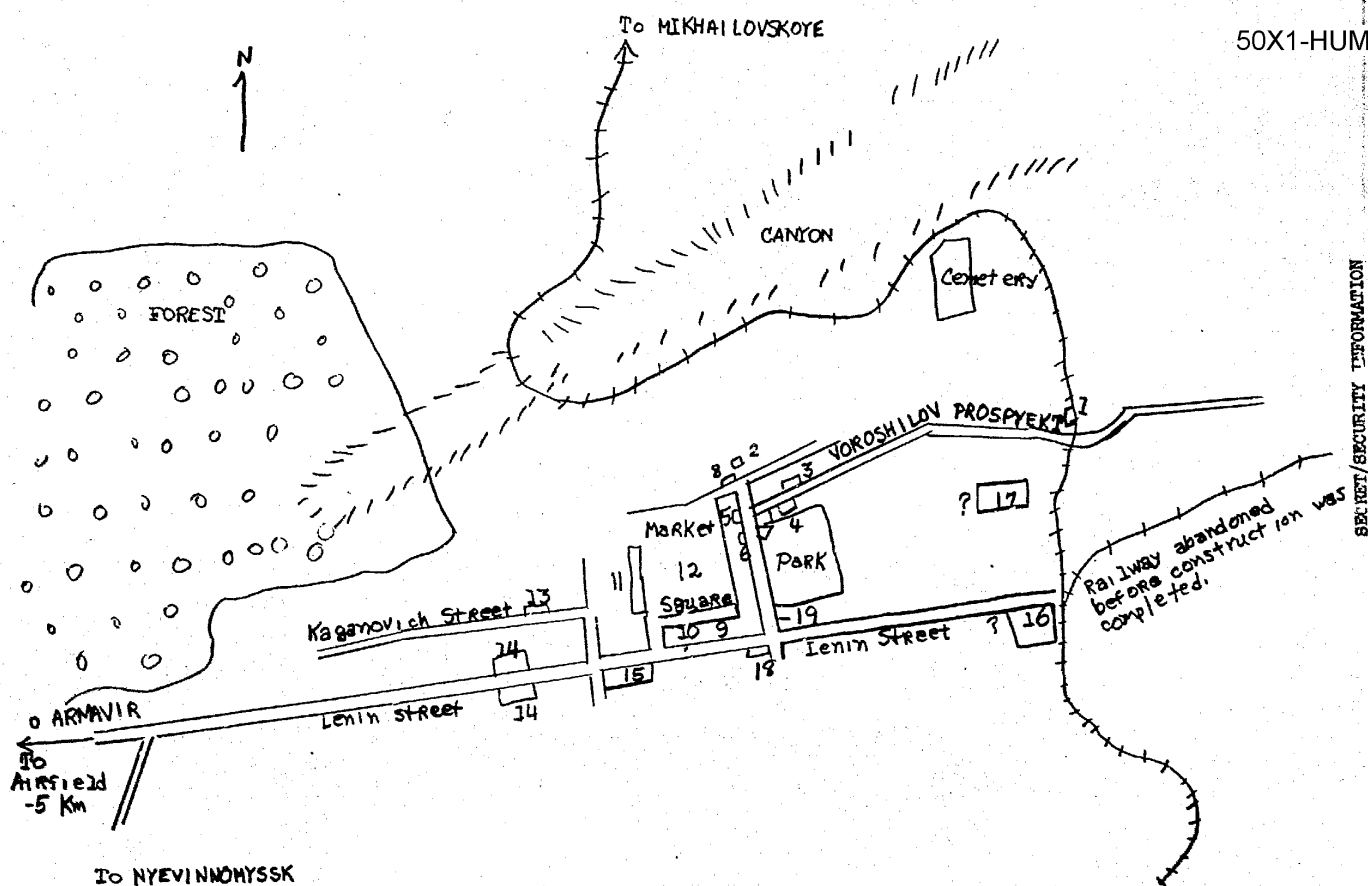 To MIKHAILOVSKOYE
50X1-HUM
N
CANYON
Cemetery
FOREST
SECRET/SECURITY INFORMATION
1
VOROSHILOV PROSPYEKT
2
8
3
5
4
7
6
? 17
Market
12
Square
PARK
11
Railway abandoned
before construction was
completed.
13
Kaganovich Street
10 9
19
Lenin Street
? 16
18
14
15
14
Lenin Street
o ARMAVIR
To
Airfield
-5 Km
To NYEVINNOMYSSK